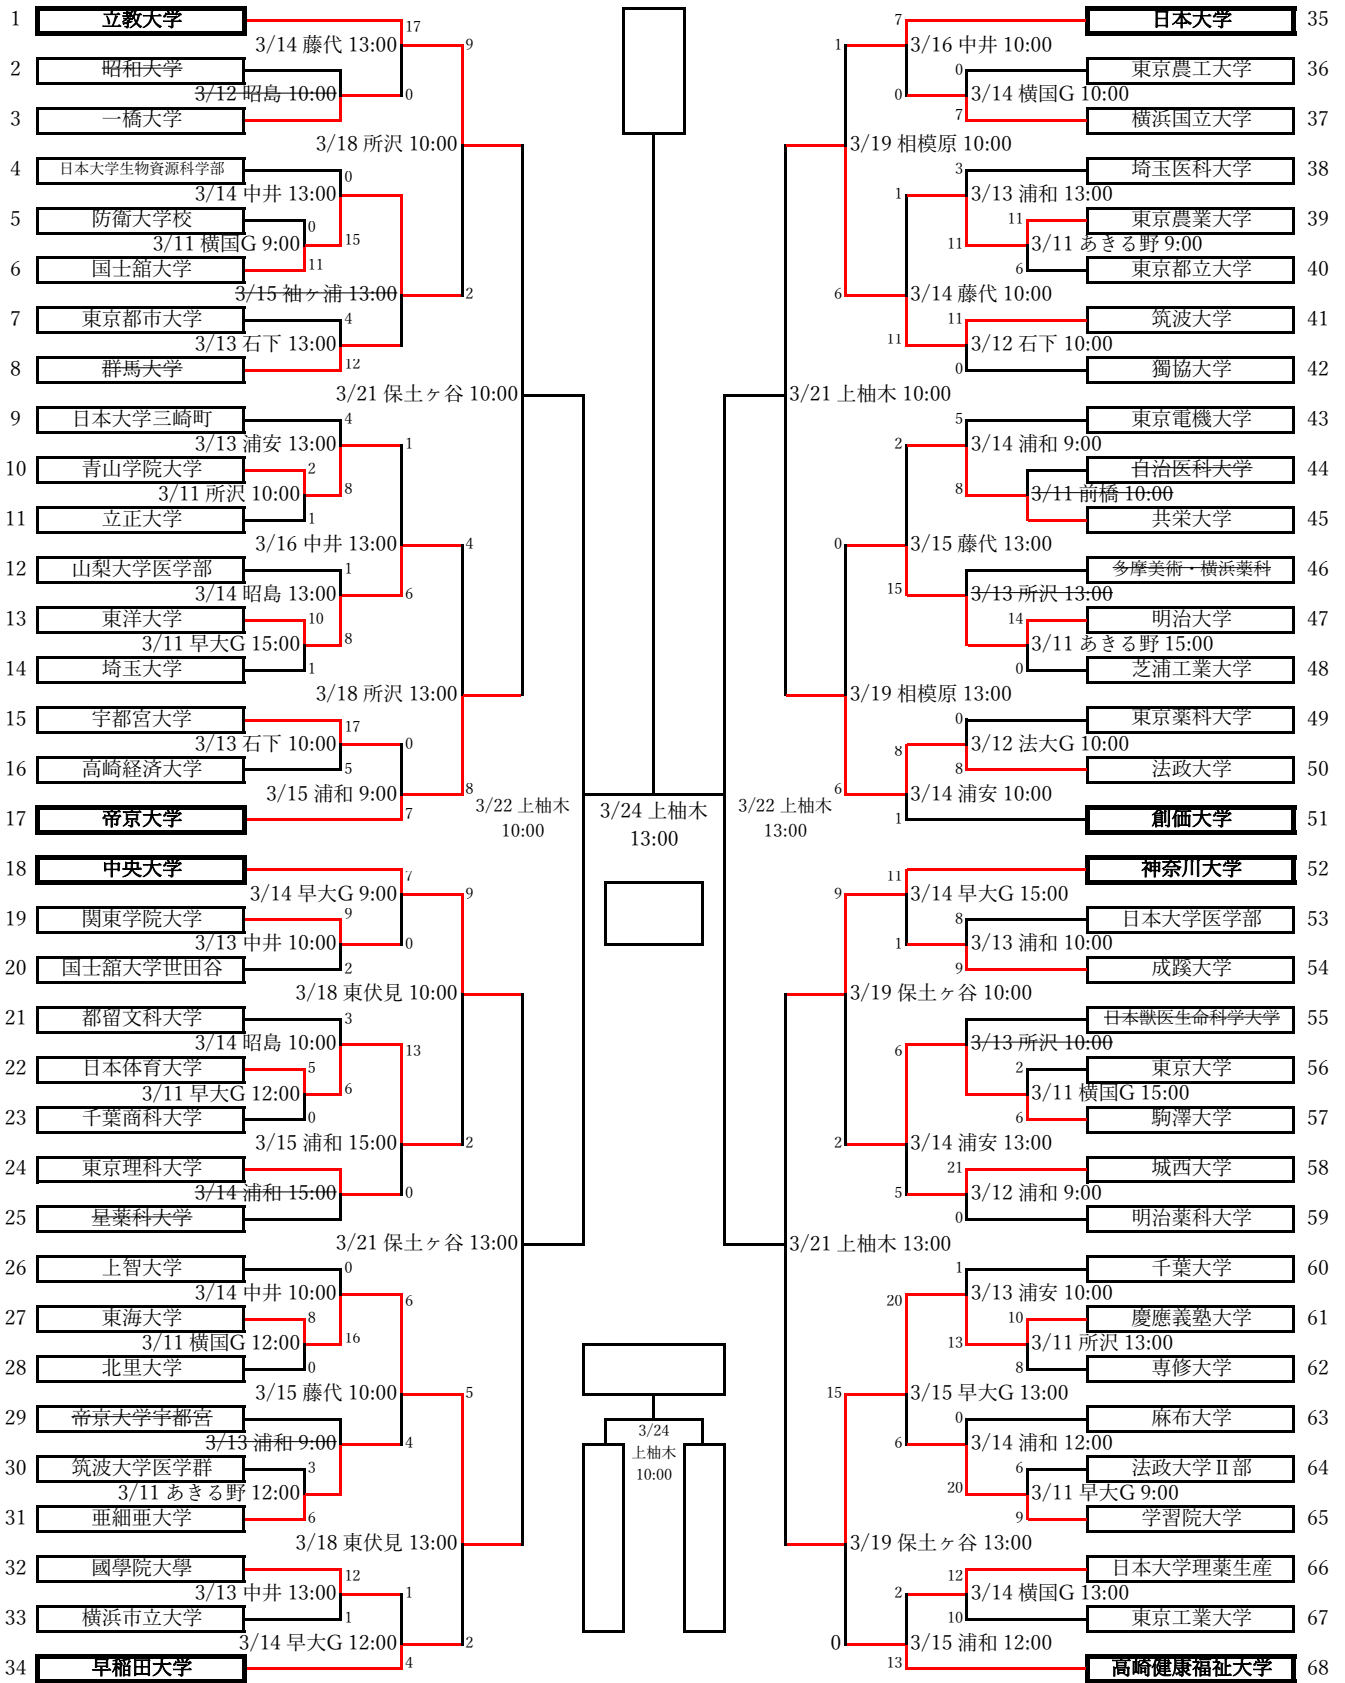 1 立教大学
17
3/14 藤代 13:00
9
2 昭和大学
3/12 昭島 10:00
0
3 一橋大学
3/18 所沢 10:00
4 日本大学生物資源科学部
0
3/14 中井 13:00
5 防衛大学校
0
3/11 横国G 9:00
15
6 国士舘大学
11
3/15 袖ヶ浦 13:00
2
7 東京都市大学
4
3/13 石下 13:00
8 群馬大学
12
3/21 保土ヶ谷 10:00
9 日本大学三崎町
4
3/13 浦安 13:00
1
10 青山学院大学
2
3/11 所沢 10:00
8
11 立正大学
1
3/16 中井 13:00
4
12 山梨大学医学部
1
3/14 昭島 13:00
6
13 東洋大学
10
3/11 早大G 15:00
8
14 埼玉大学
1
3/18 所沢 13:00
15 宇都宮大学
17
3/13 石下 10:00
0
16 高崎経済大学
5
3/15 浦和 9:00
8
17 帝京大学
7
3/22 上柚木
10:00
18 中央大学
7
3/14 早大G 9:00
9
19 関東学院大学
9
3/13 中井 10:00
0
20 国士舘大学世田谷
2
3/18 東伏見 10:00
21 都留文科大学
3
3/14 昭島 10:00
13
22 日本体育大学
5
3/11 早大G 12:00
6
23 千葉商科大学
0
3/15 浦和 15:00
2
24 東京理科大学
3/14 浦和 15:00
0
25 星薬科大学
3/21 保土ヶ谷 13:00
26 上智大学
0
3/14 中井 10:00
6
27 東海大学
8
3/11 横国G 12:00
16
28 北里大学
0
3/15 藤代 10:00
5
29 帝京大学宇都宮
3/13 浦和 9:00
4
30 筑波大学医学群
3
3/11 あきる野 12:00
31 亜細亜大学
6
3/18 東伏見 13:00
32 國學院大學
12
3/13 中井 13:00
1
33 横浜市立大学
1
3/14 早大G 12:00
2
34 早稲田大学
4
3/24 上柚木
13:00
3/24
上柚木
10:00
7
日本大学 35
1
3/16 中井 10:00
0
東京農工大学 36
0
3/14 横国G 10:00
7
横浜国立大学 37
3/19 相模原 10:00
3
埼玉医科大学 38
1
3/13 浦和 13:00
11
東京農業大学 39
11
3/11 あきる野 9:00
6
東京都立大学 40
6
3/14 藤代 10:00
11
筑波大学 41
11
3/12 石下 10:00
0
獨協大学 42
3/21 上柚木 10:00
5
東京電機大学 43
2
3/14 浦和 9:00
自治医科大学 44
8
3/11 前橋 10:00
共栄大学 45
0
3/15 藤代 13:00
多摩美術・横浜薬科 46
15
3/13 所沢 13:00
14
明治大学 47
3/11 あきる野 15:00
0
芝浦工業大学 48
3/19 相模原 13:00
0
東京薬科大学 49
8
3/12 法大G 10:00
8
法政大学 50
6
3/14 浦安 10:00
1
創価大学 51
3/22 上柚木
13:00
11
神奈川大学 52
9
3/14 早大G 15:00
8
日本大学医学部 53
1
3/13 浦和 10:00
9
成蹊大学 54
3/19 保土ヶ谷 10:00
日本獣医生命科学大学 55
6
3/13 所沢 10:00
2
東京大学 56
3/11 横国G 15:00
6
駒澤大学 57
2
3/14 浦安 13:00
21
城西大学 58
5
3/12 浦和 9:00
0
明治薬科大学 59
3/21 上柚木 13:00
1
千葉大学 60
20
3/13 浦安 10:00
10
慶應義塾大学 61
13
3/11 所沢 13:00
8
専修大学 62
15
3/15 早大G 13:00
0
麻布大学 63
6
3/14 浦和 12:00
6
法政大学Ⅱ部 64
20
3/11 早大G 9:00
9
学習院大学 65
3/19 保土ヶ谷 13:00
12
日本大学理薬生産 66
2
3/14 横国G 13:00
10
東京工業大学 67
0
3/15 浦和 12:00
13
高崎健康福祉大学 68